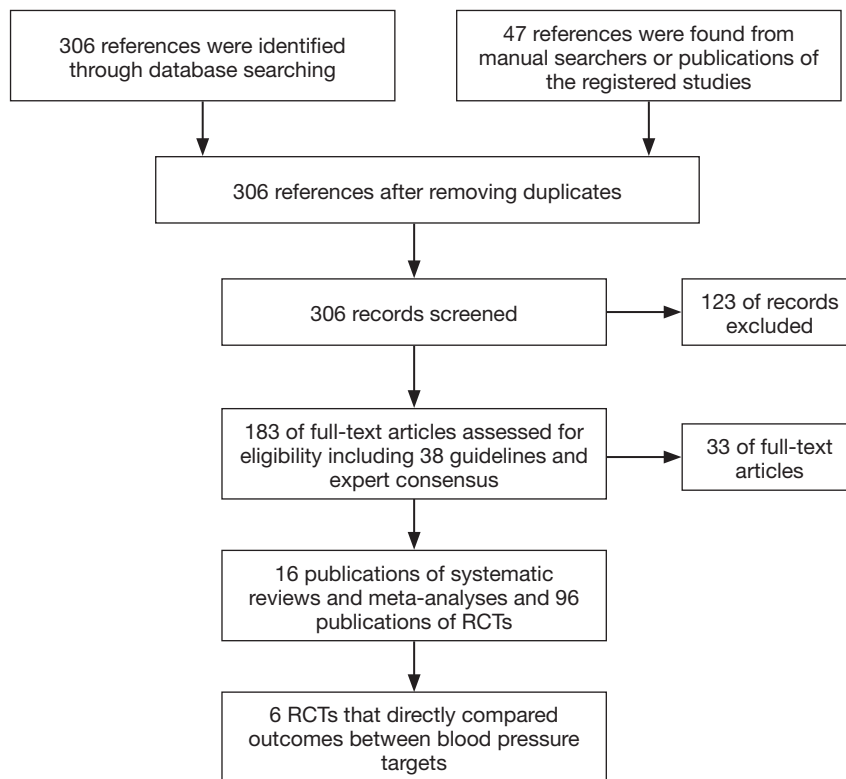 306 references were identified
through database searching
47 references were found from
manual searchers or publications of
the registered studies
306 references after removing duplicates
306 records screened
123 of records
excluded
183 of full-text articles assessed for
eligibility including 38 guidelines and
expert consensus
33 of full-text
articles
16 publications of systematic
reviews and meta-analyses and 96
publications of RCTs
6 RCTs that directly compared
outcomes between blood pressure
targets